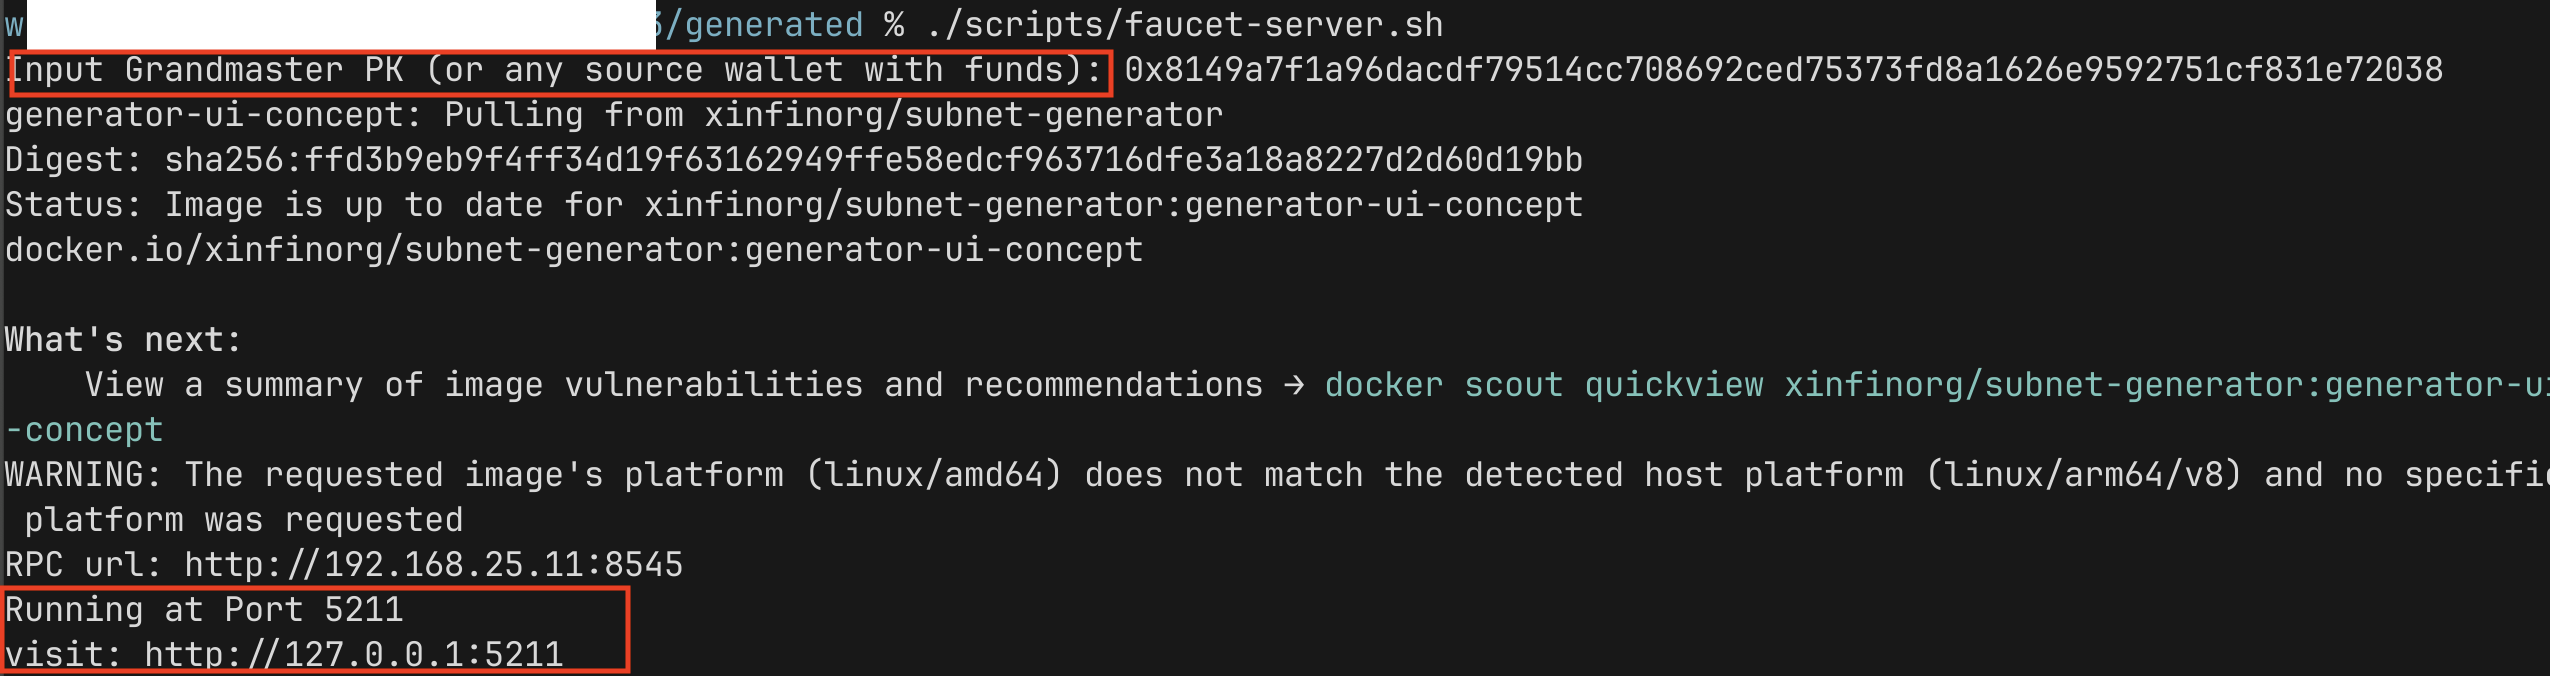 w 3/generated % ./scripts/faucet-server.sh
Input Grandmaster PK (or any source wallet with funds): 0x8149a7f1a96dacdf79514cc708692ced75373fd8a1626e9592751cf831e72038
generator-ui-concept: Pulling from xinfinorg/subnet-generator
Digest: sha256:ffd3b9eb9f4ff34d19f63162949ffe58edcf963716dfe3a18a8227d2d60d19bb
Status: Image is up to date for xinfinorg/subnet-generator:generator-ui-concept
docker.io/xinfinorg/subnet-generator:generator-ui-concept
What's next:
View a summary of image vulnerabilities and recommendations → docker scout quickview xinfinorg/subnet-generator:generator-ui
-concept
WARNING: The requested image's platform (linux/amd64) does not match the detected host platform (linux/arm64/v8) and no specific
platform was requested
RPC url: http://192.168.25.11:8545
Running at Port 5211
visit: http://127.0.0.1:5211